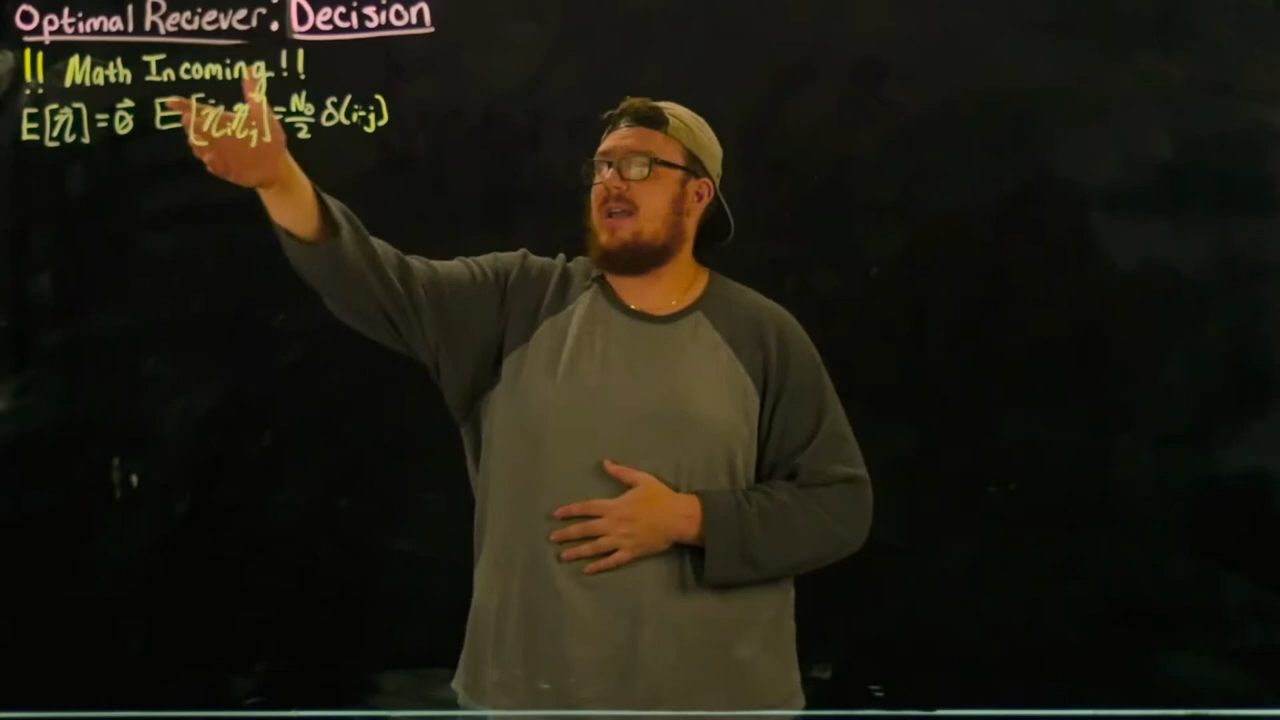 Optimal Reciever: Decision
!! Math Incoming!!
E[n⃗]=0⃗ E[n_i n_j]=N₀/2 δ(i-j)